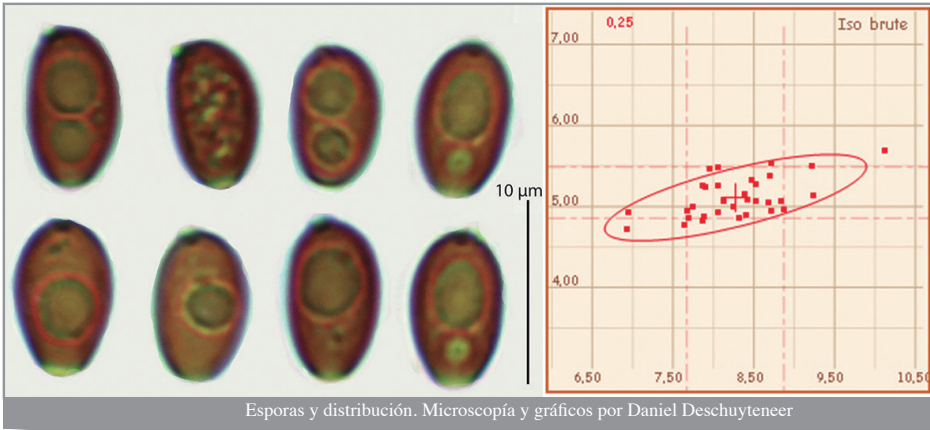 0,25
Iso brute
7,00
6,00
10 µm
5,00
4,00
6,50 7,50 8,50 9,50 10,50
Esporas y distribución. Microscopía y gráficos por Daniel Deschuyteneer